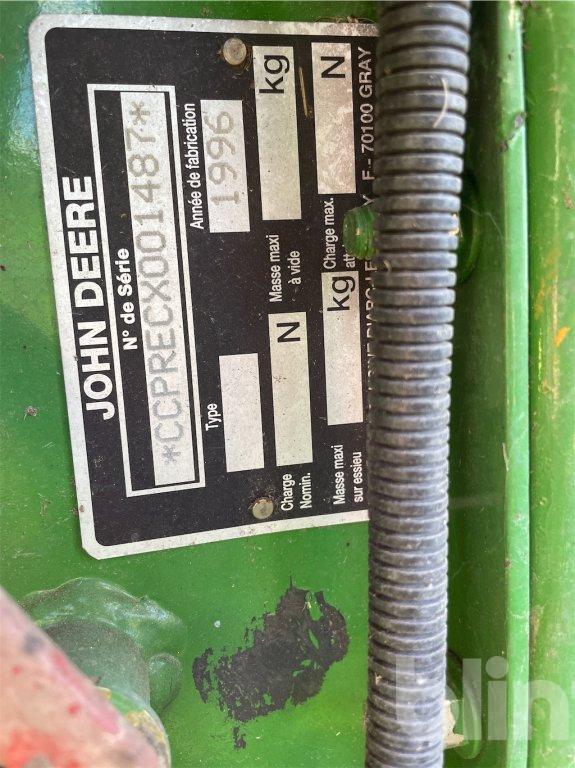 JOHN DEERE
N° de Série
*CCPRECX001487*
Type
Année de fabrication
1996
Charge Nomin.
N
Masse maxi à vide
kg
Masse maxi sur essieu
kg
Charge max.
N
F - 70100 GRAY
blin